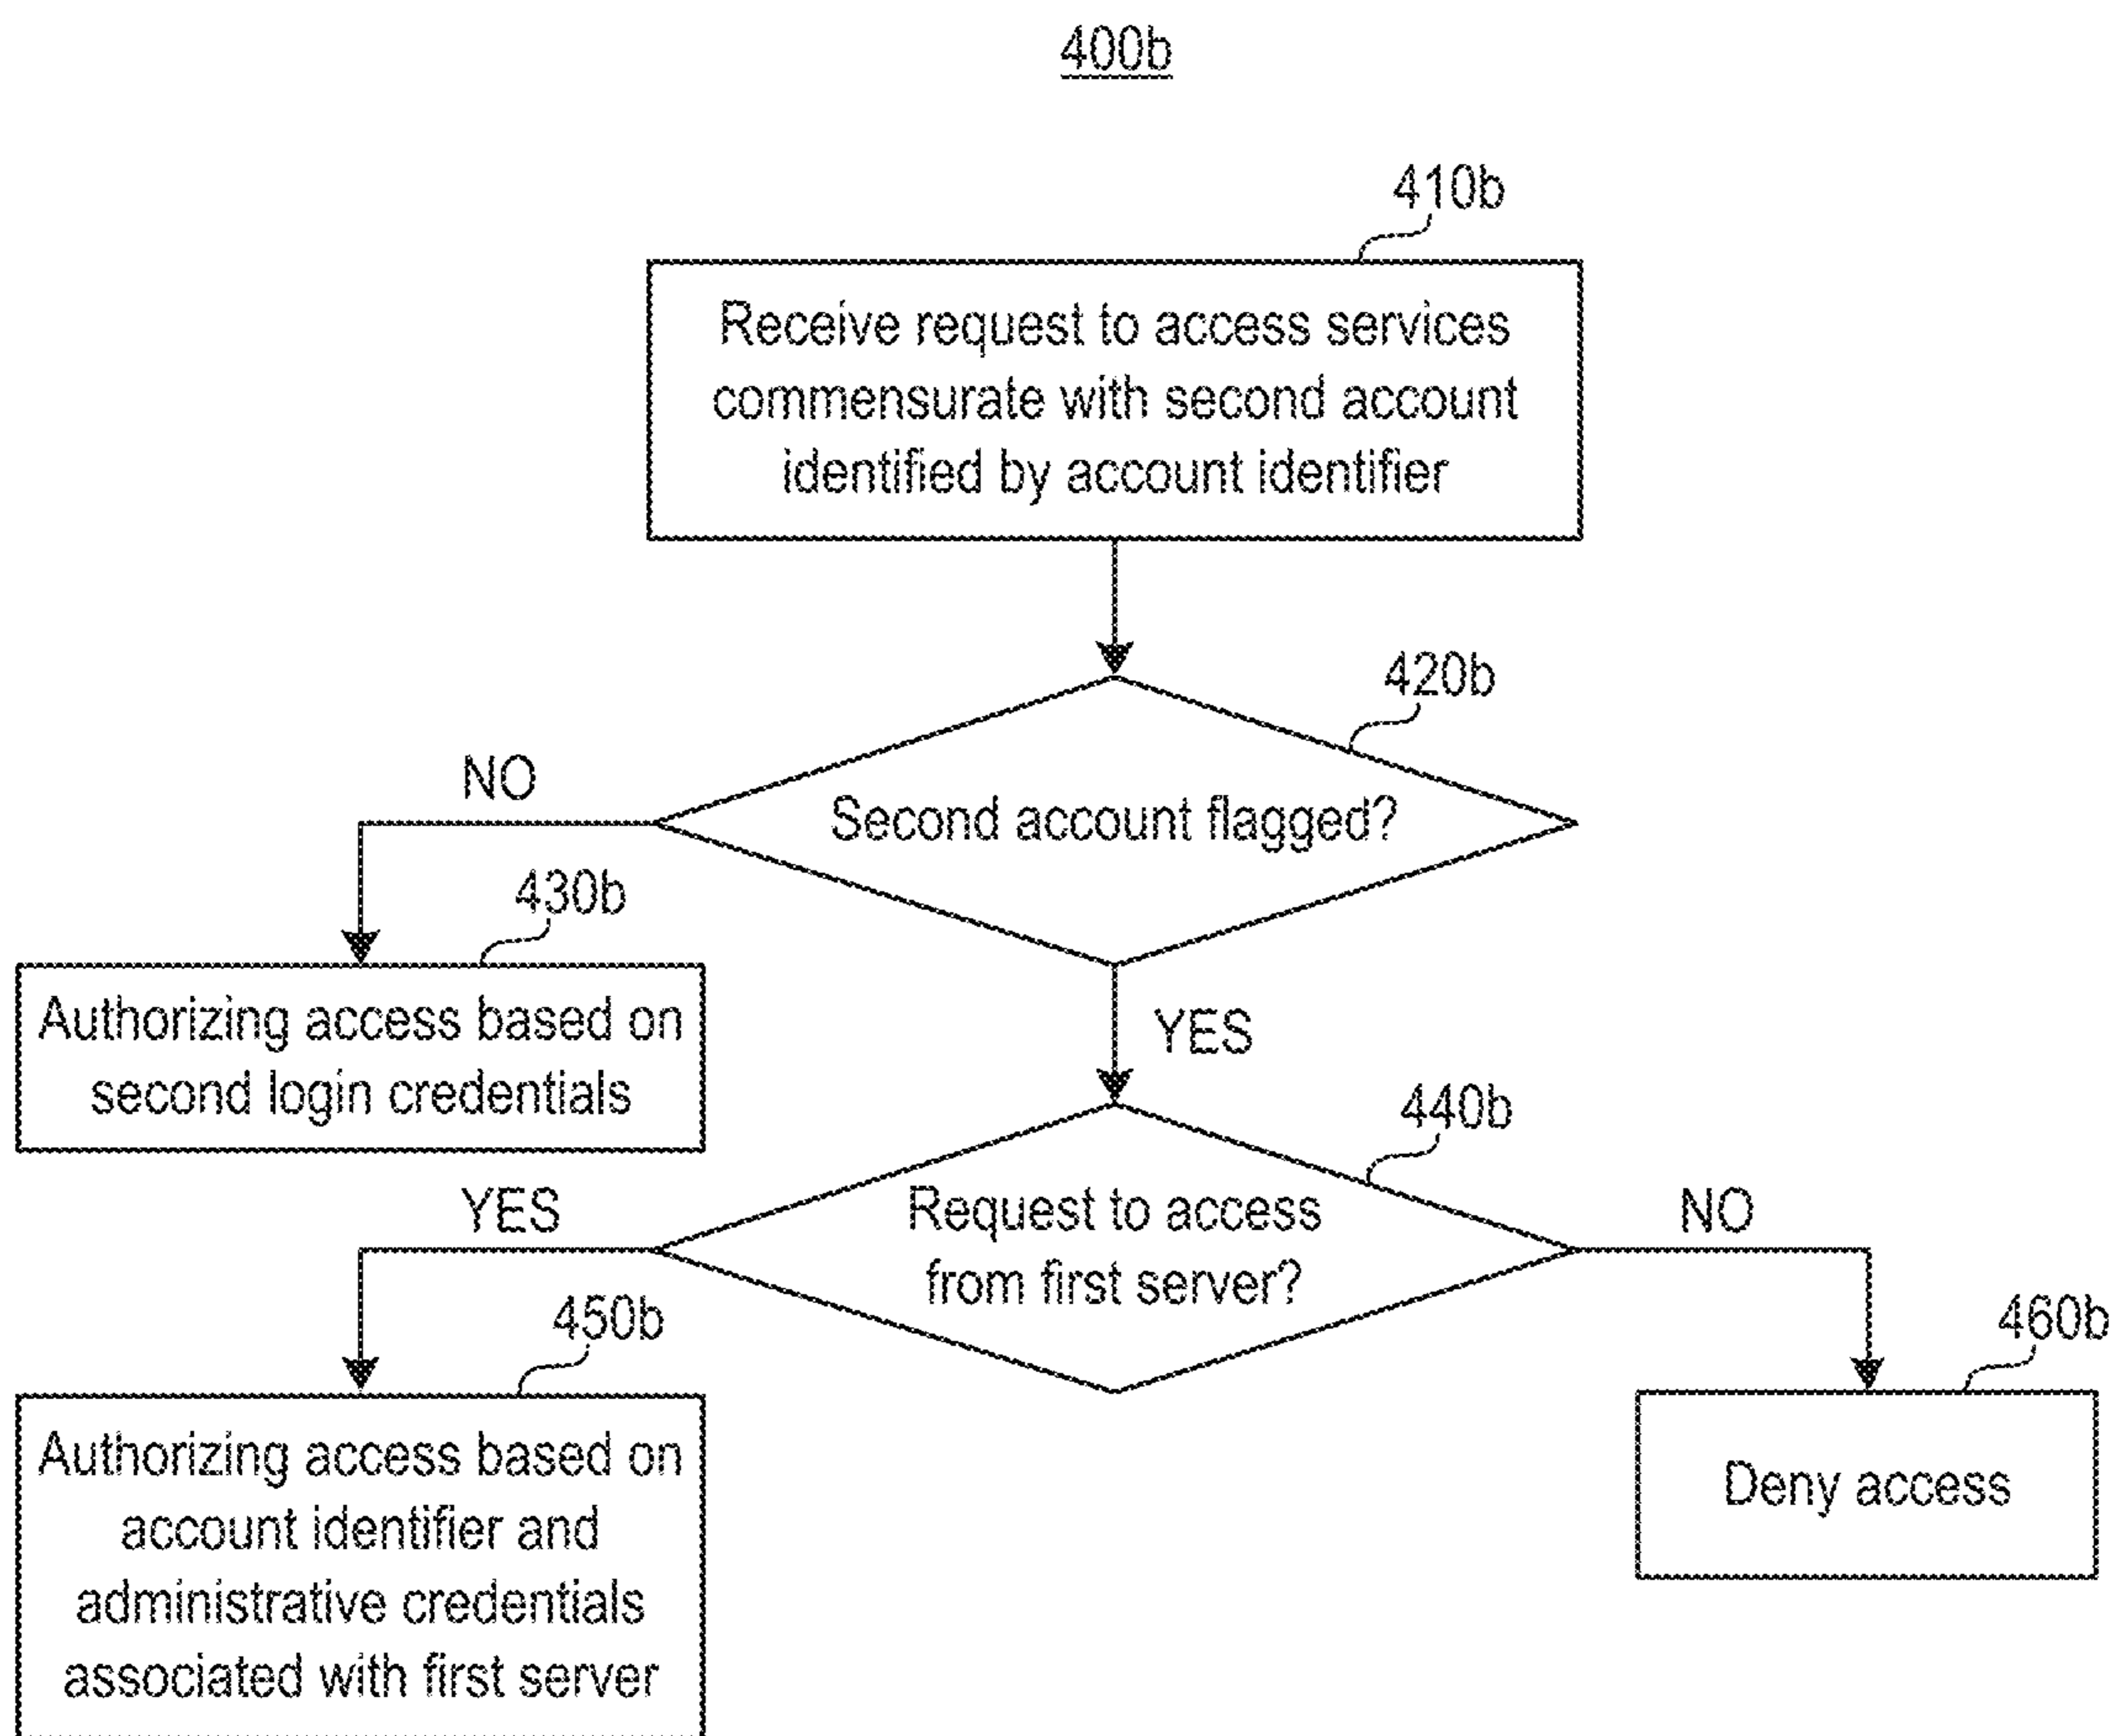 400b
410b
Receive request to access services
commensurate with second account
identified by account identifier
420b
NO
Second account flagged?
430b
Authorizing access based on
second login credentials
YES
440b
YES
Request to access
from first server?
NO
450b
460b
Authorizing access based on
account identifier and
administrative credentials
associated with first server
Deny access